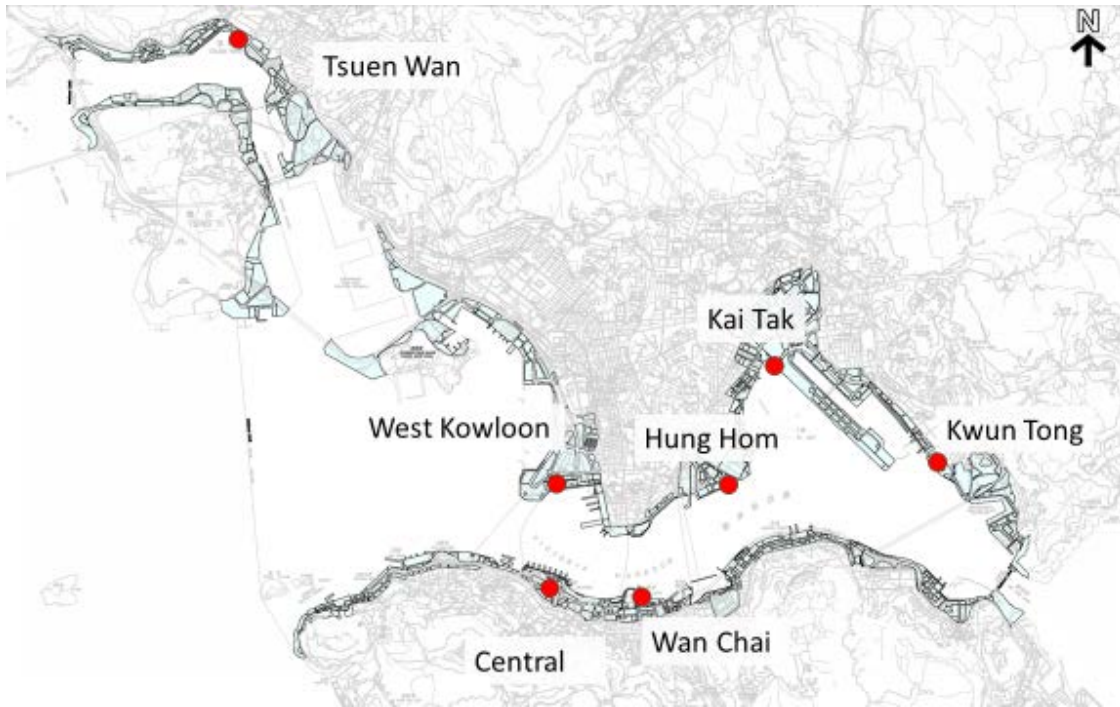 N
Tsuen Wan
Kai Tak
West Kowloon
Hung Hom
Kwun Tong
Wan Chai
Central